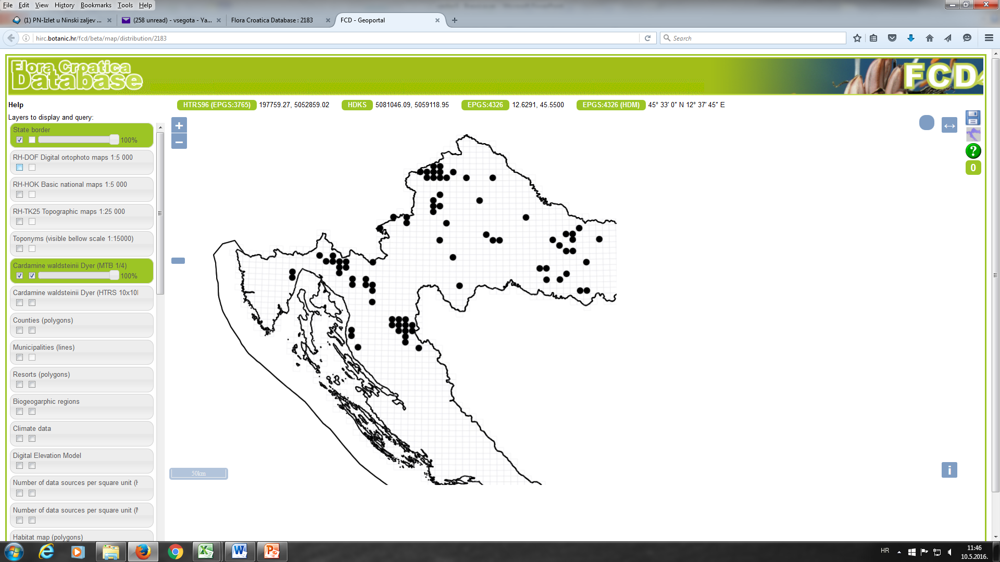 File Edit View History Bookmarks Tools Help
(1) PN-Izlet u Ninski zaljev ...
(258 unread) - vsegota - Ya...
Flora Croatica Database : 2183
FCD - Geoportal
hirc.botanic.hr/fcd/beta/map/distribution/2183
Search
Flora Croatica
Database
FCD
Help
HTRS96 (EPGS:3765) 197759.27, 5052859.02 HDKS 5081046.09, 5059118.95 EPGS:4326 12.6291, 45.5500 EPGS:4326 (HDM) 45° 33′ 0″ N 12° 37′ 45″ E
Layers to display and query:
State border
100%
RH-DOF Digital ortophoto maps 1:5 000
RH-HOK Basic national maps 1:5 000
RH-TK25 Topographic maps 1:25 000
Toponyms (visible bellow scale 1:15000)
Cardamine waldsteinii Dyer (MTB 1/4)
100%
Cardamine waldsteinii Dyer (HTRS 10x10
Counties (polygons)
Municipalities (lines)
Resorts (polygons)
Biogeogarphic regions
Climate data
Digital Elevation Model
Number of data sources per square unit (
Number of data sources per square unit (
Habitat map (polygons)
+
−
?
0
50km
i
HR
11:46
10.5.2016.